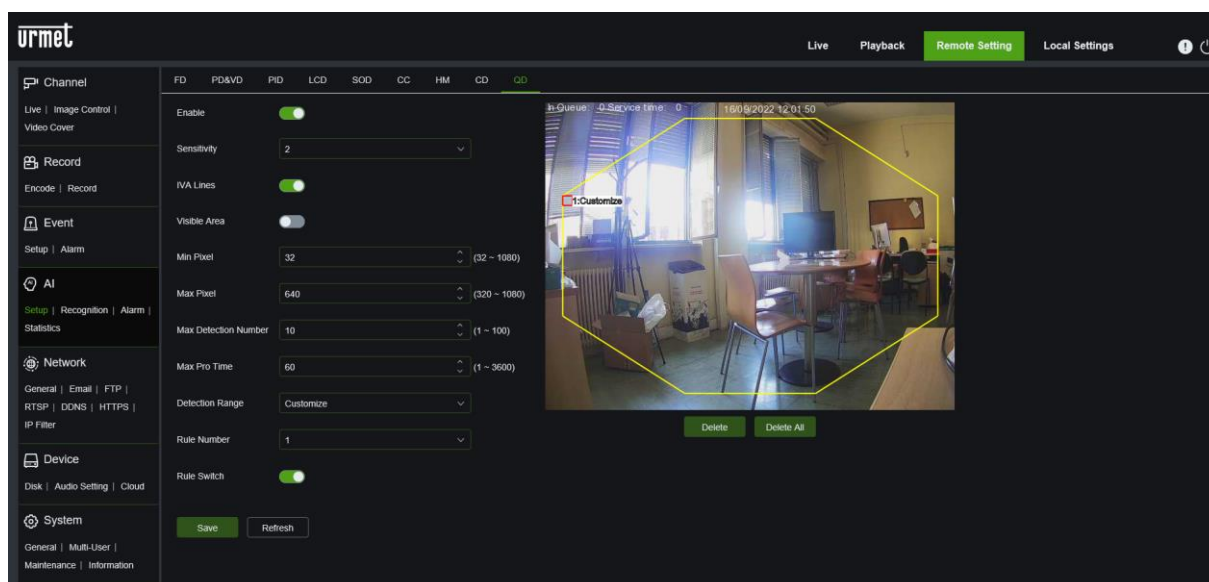 urmet
Live Playback Remote Setting Local Settings
Channel
Live | Image Control |
Video Cover
Record
Encode | Record
Event
Setup | Alarm
AI
Setup | Recognition | Alarm |
Statistics
Network
General | Email | FTP |
RTSP | DDNS | HTTPS |
IP Filter
Device
Disk | Audio Setting | Cloud
System
General | Multi-User |
Maintenance | Information
FD PD&VD PID LCD SOD CC HM CD QD
Enable
Sensitivity 2
IVA Lines
Visible Area
Min Pixel 32 (32 ~ 1080)
Max Pixel 640 (320 ~ 1080)
Max Detection Number 10 (1 ~ 100)
Max Pro Time 60 (1 ~ 3600)
Detection Range Customize
Rule Number 1
Rule Switch
Save Refresh
In Queue: 0 Service time: 0 16/09/2022 12:01:50
1:Customize
Delete Delete All